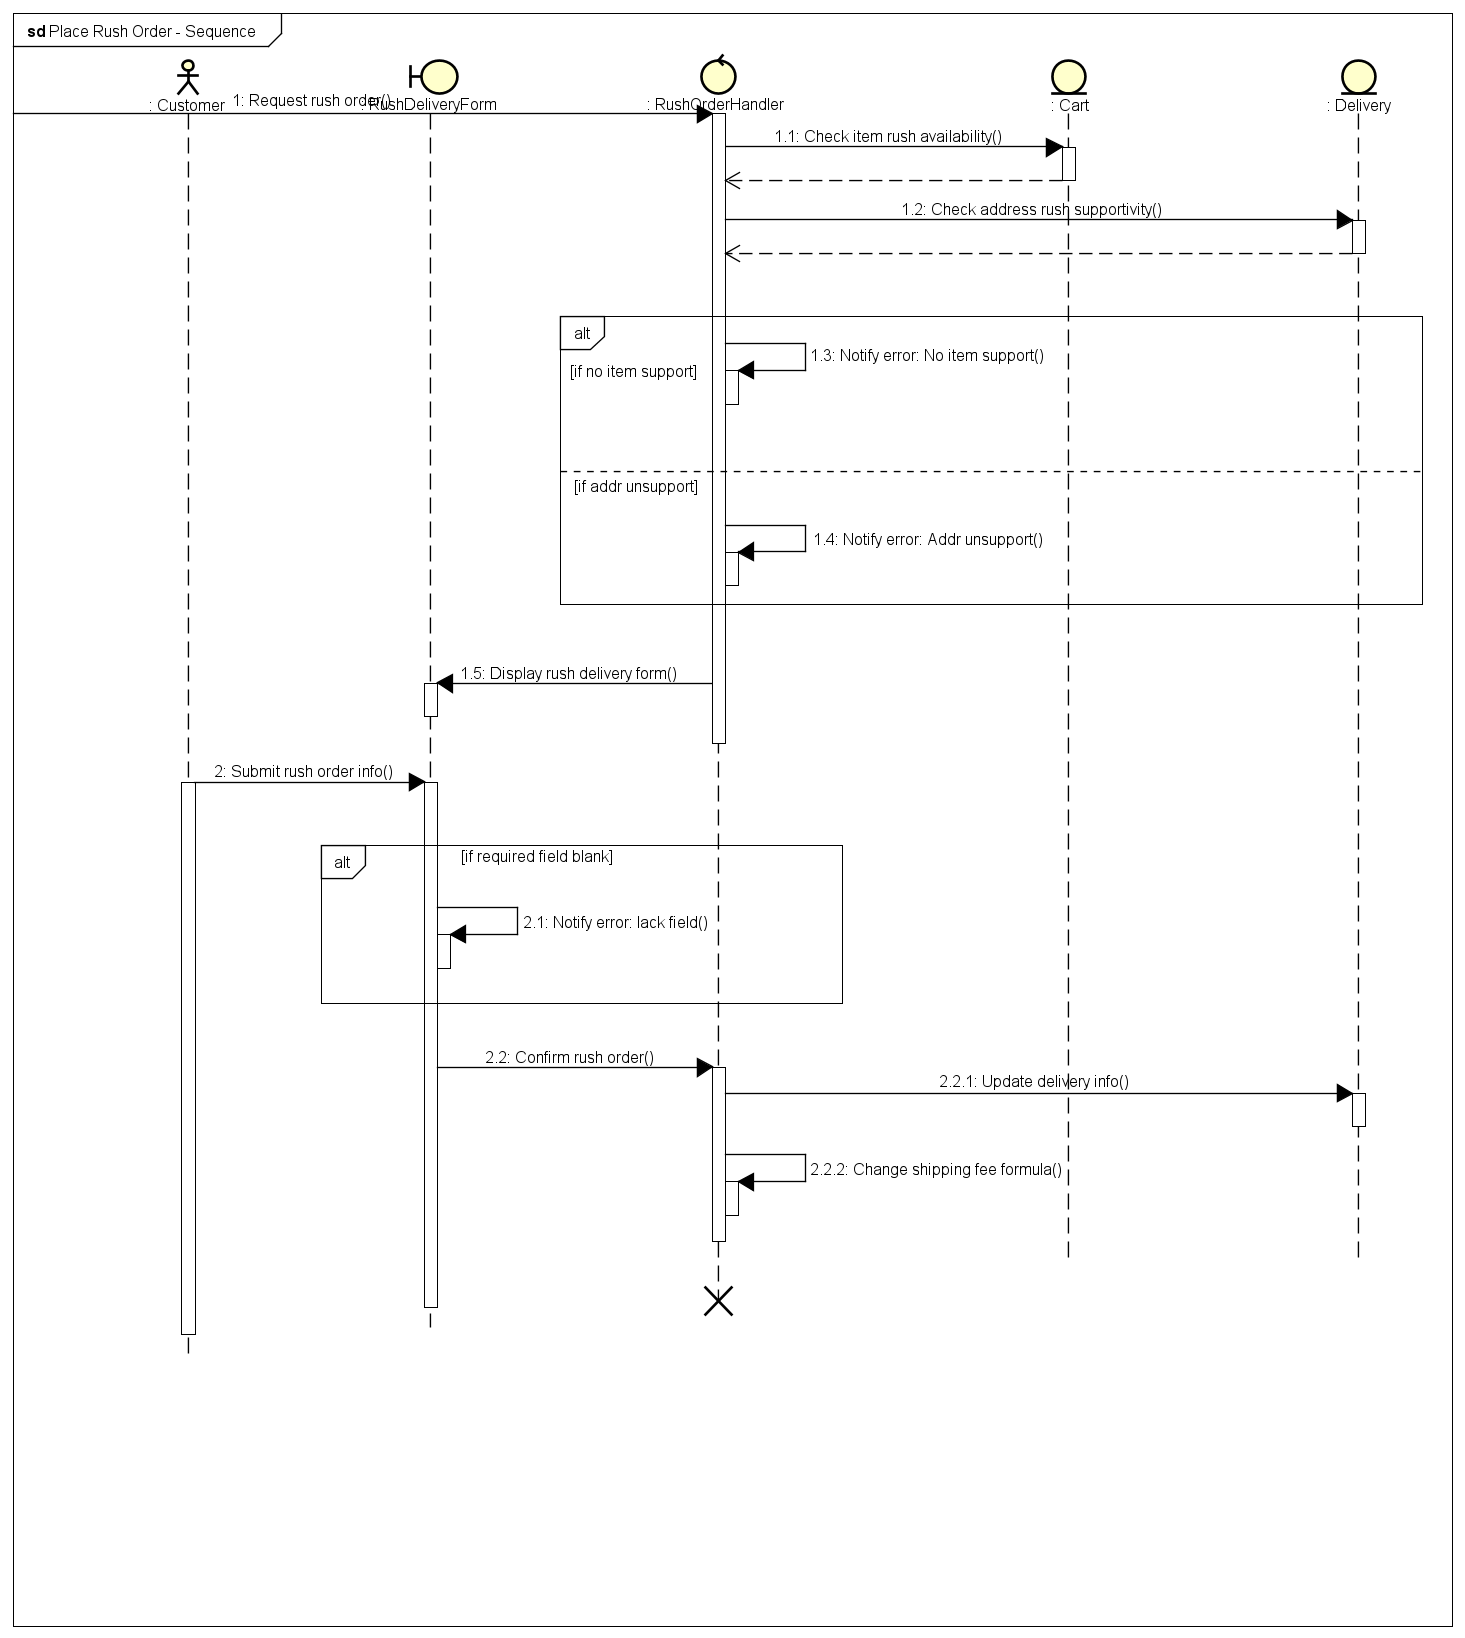 sd Place Rush Order - Sequence
: Customer
1: Request rush order()
: RushDeliveryForm
: RushOrderHandler
: Cart
: Delivery
1.1: Check item rush availability()
1.2: Check address rush supportivity()
alt
1.3: Notify error: No item support()
[if no item support]
[if addr unsupport]
1.4: Notify error: Addr unsupport()
1.5: Display rush delivery form()
2: Submit rush order info()
alt
[if required field blank]
2.1: Notify error: lack field()
2.2: Confirm rush order()
2.2.1: Update delivery info()
2.2.2: Change shipping fee formula()